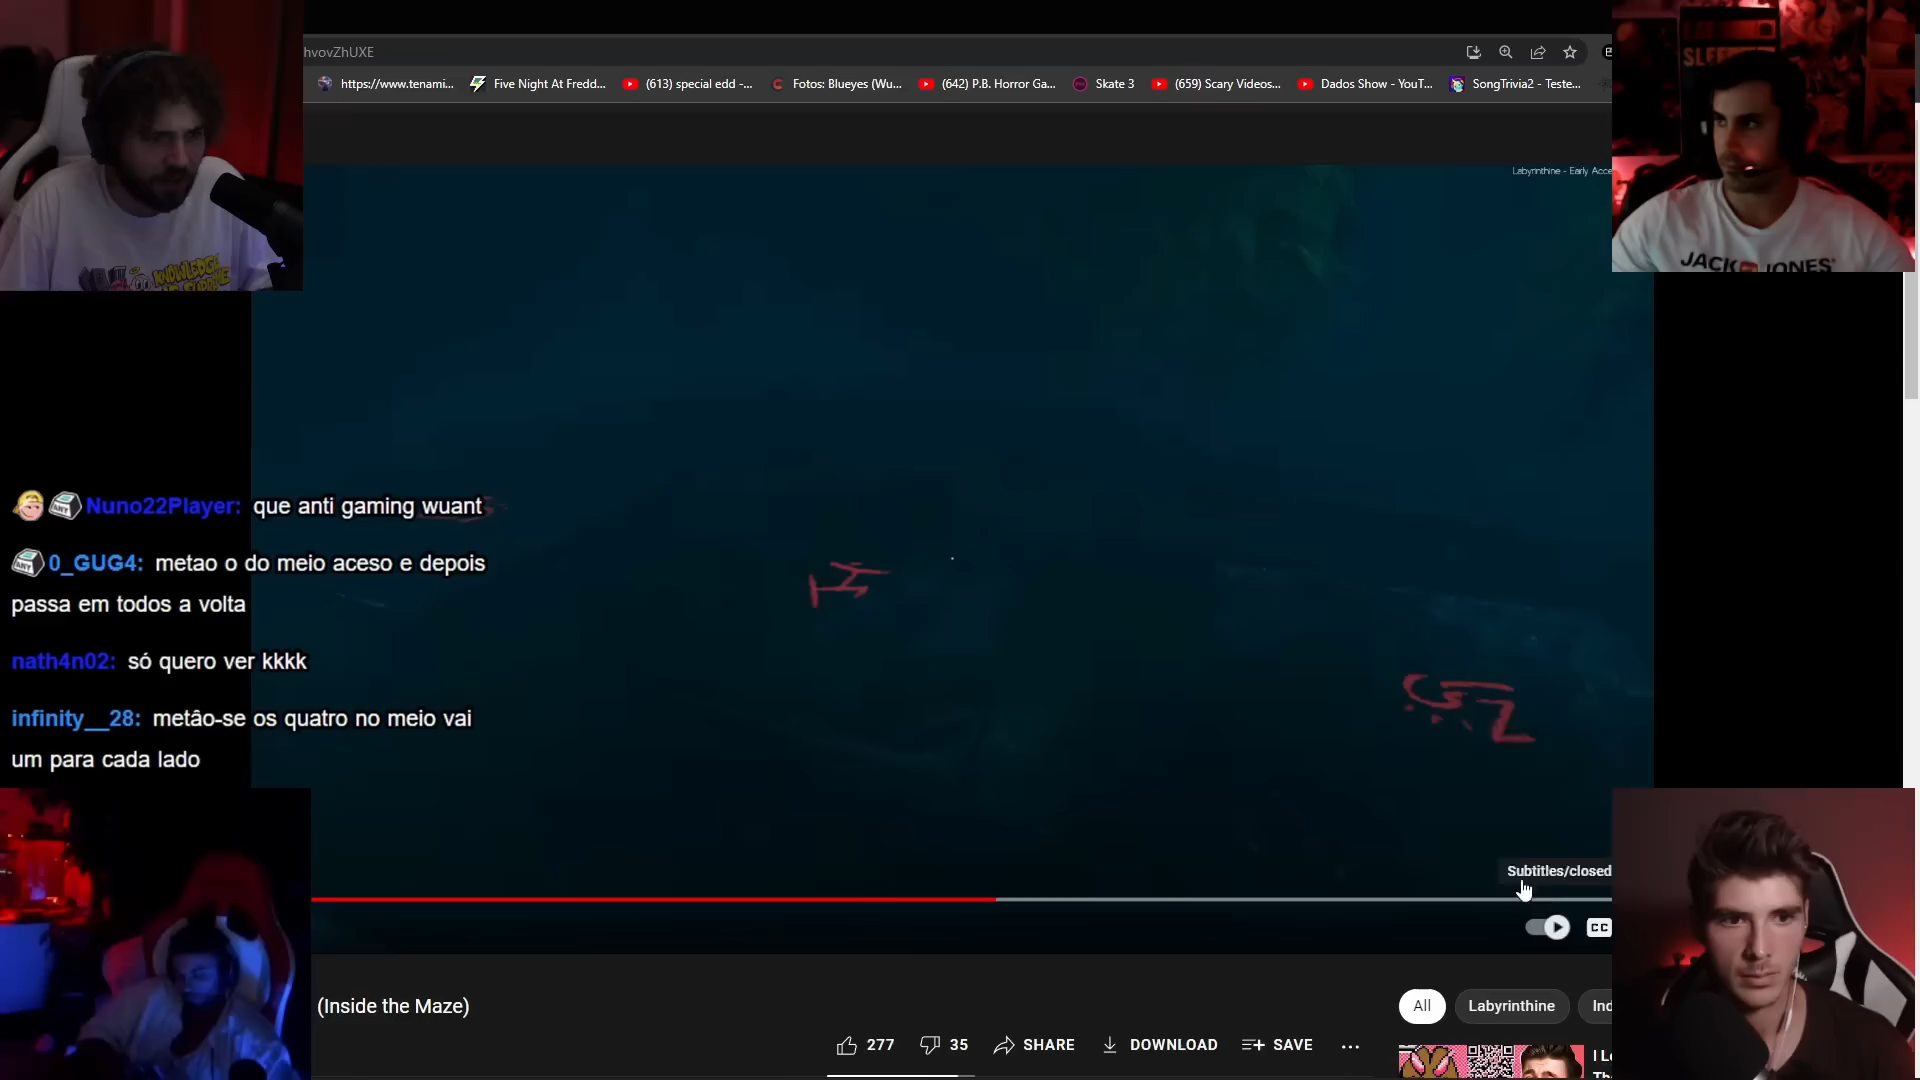 hvovZhUXE
https://www.tenami...
Five Night At Fredd...
(613) special edd -...
Fotos: Blueyes (Wu...
(642) P.B. Horror Ga...
Skate 3
(659) Scary Videos...
Dados Show - YouT...
SongTrivia2 - Teste...
Labyrinthine - Early Acce
KNOWLEDGE
JACK JONES
SLEE
Nuno22Player: que anti gaming wuant
0_GUG4: metao o do meio aceso e depois
passa em todos a volta
nath4n02: só quero ver kkkk
infinity__28: metâo-se os quatro no meio vai
um para cada lado
Subtitles/closed
CC
(Inside the Maze)
All
Labyrinthine
Ind
277
35
SHARE
DOWNLOAD
SAVE